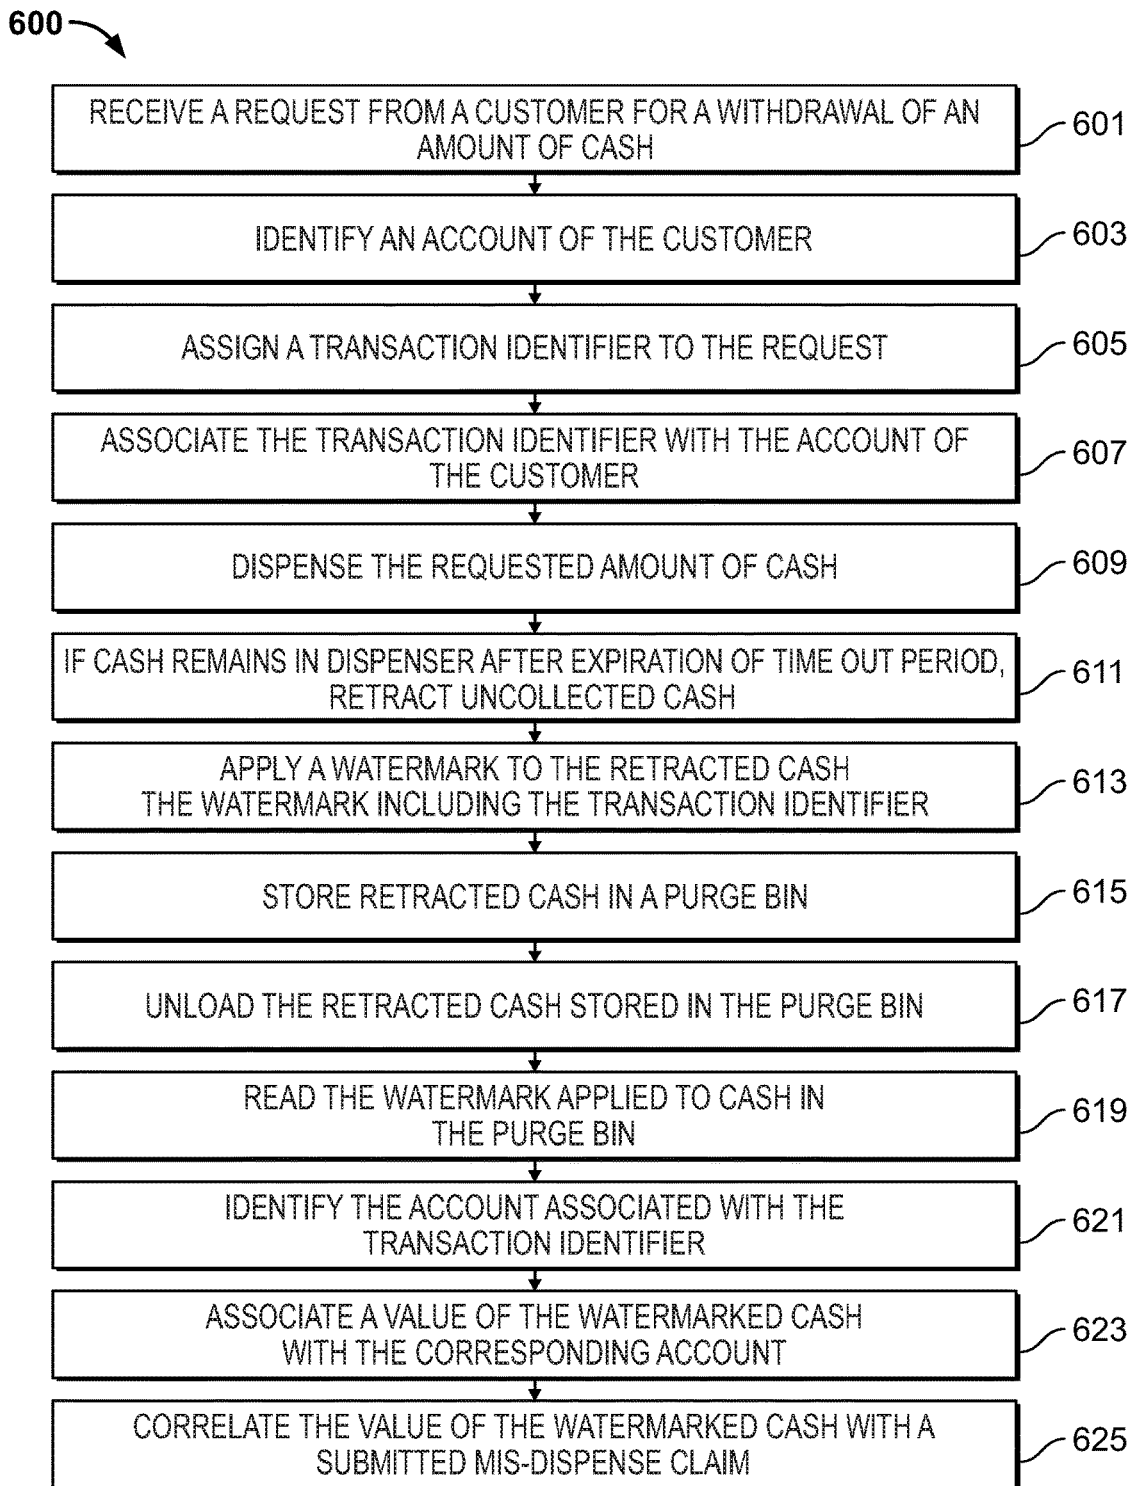 600
RECEIVE A REQUEST FROM A CUSTOMER FOR A WITHDRAWAL OF AN
AMOUNT OF CASH
601
IDENTIFY AN ACCOUNT OF THE CUSTOMER
603
ASSIGN A TRANSACTION IDENTIFIER TO THE REQUEST
605
ASSOCIATE THE TRANSACTION IDENTIFIER WITH THE ACCOUNT OF
THE CUSTOMER
607
DISPENSE THE REQUESTED AMOUNT OF CASH
609
IF CASH REMAINS IN DISPENSER AFTER EXPIRATION OF TIME OUT PERIOD,
RETRACT UNCOLLECTED CASH
611
APPLY A WATERMARK TO THE RETRACTED CASH
THE WATERMARK INCLUDING THE TRANSACTION IDENTIFIER
613
STORE RETRACTED CASH IN A PURGE BIN
615
UNLOAD THE RETRACTED CASH STORED IN THE PURGE BIN
617
READ THE WATERMARK APPLIED TO CASH IN
THE PURGE BIN
619
IDENTIFY THE ACCOUNT ASSOCIATED WITH THE
TRANSACTION IDENTIFIER
621
ASSOCIATE A VALUE OF THE WATERMARKED CASH
WITH THE CORRESPONDING ACCOUNT
623
CORRELATE THE VALUE OF THE WATERMARKED CASH WITH A
SUBMITTED MIS-DISPENSE CLAIM
625